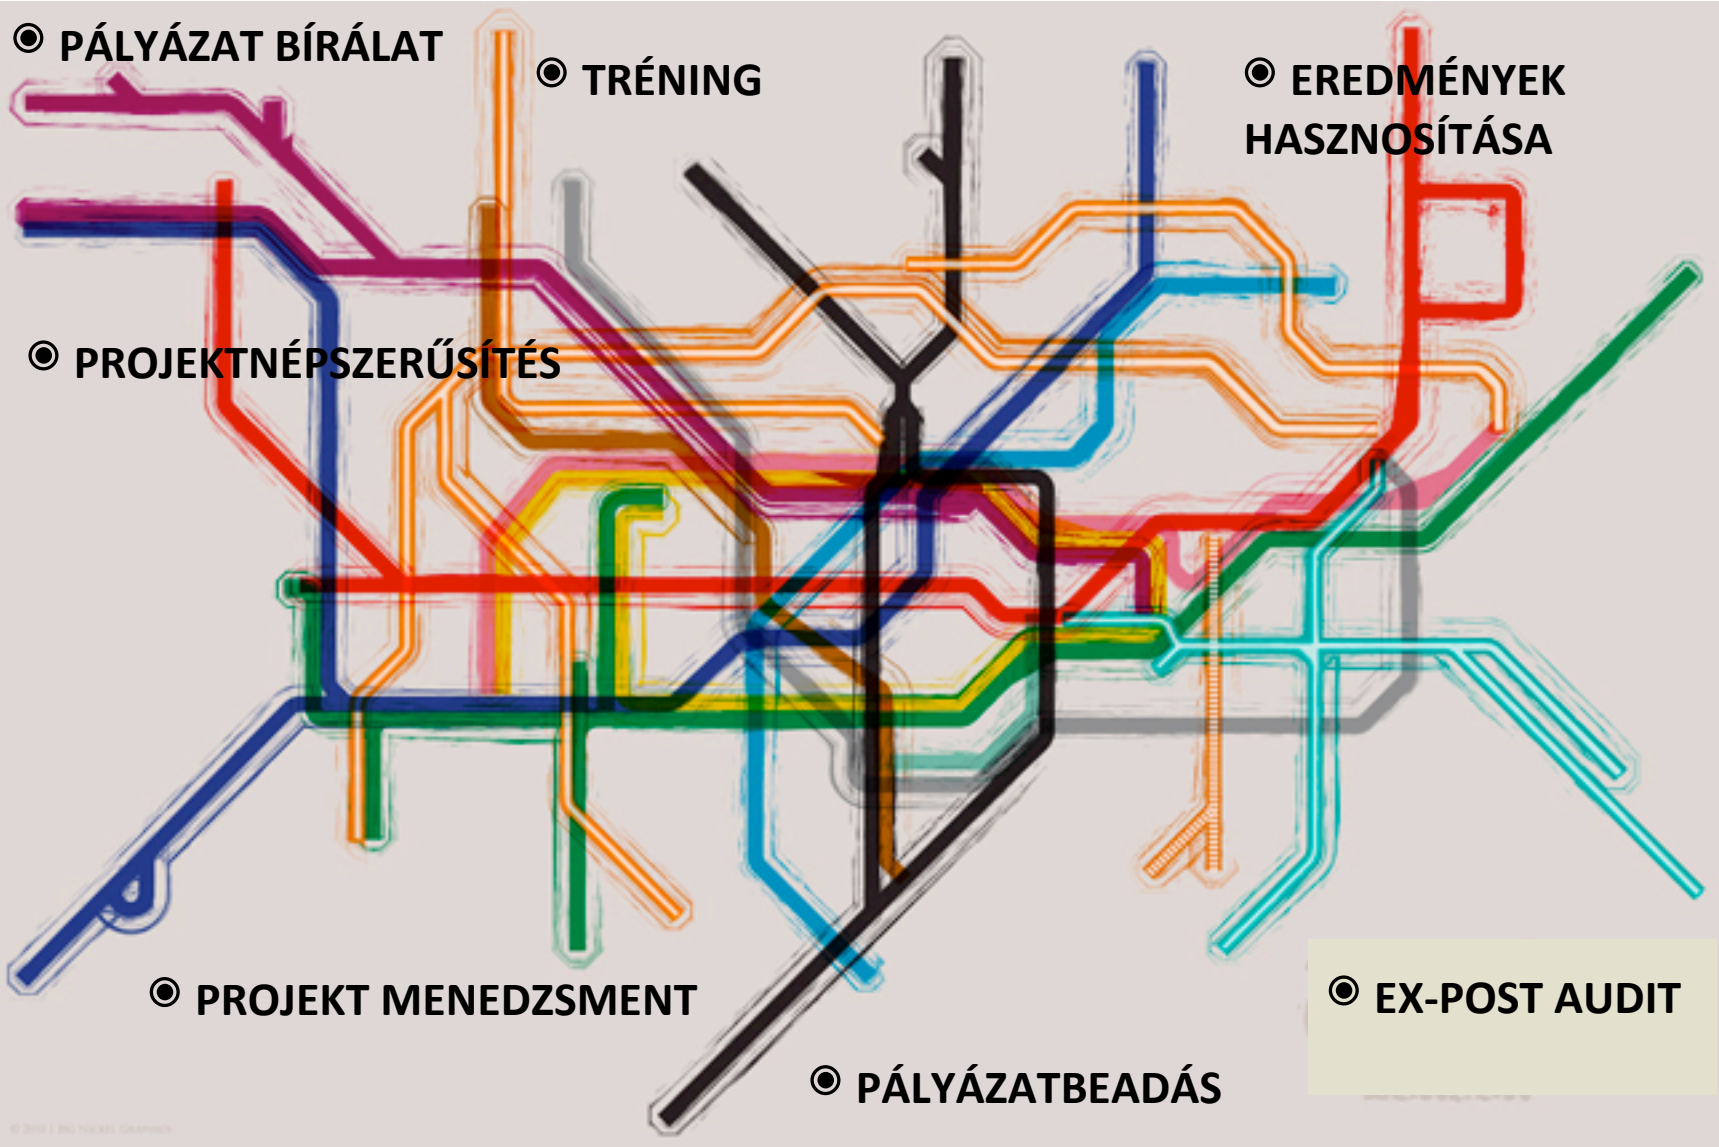 PÁLYÁZAT BÍRÁLAT
TRÉNING
EREDMÉNYEK
HASZNOSÍTÁSA
PROJEKTNÉPSZERŰSÍTÉS
PROJEKT MENEDZSMENT
EX-POST AUDIT
PÁLYÁZATBEADÁS